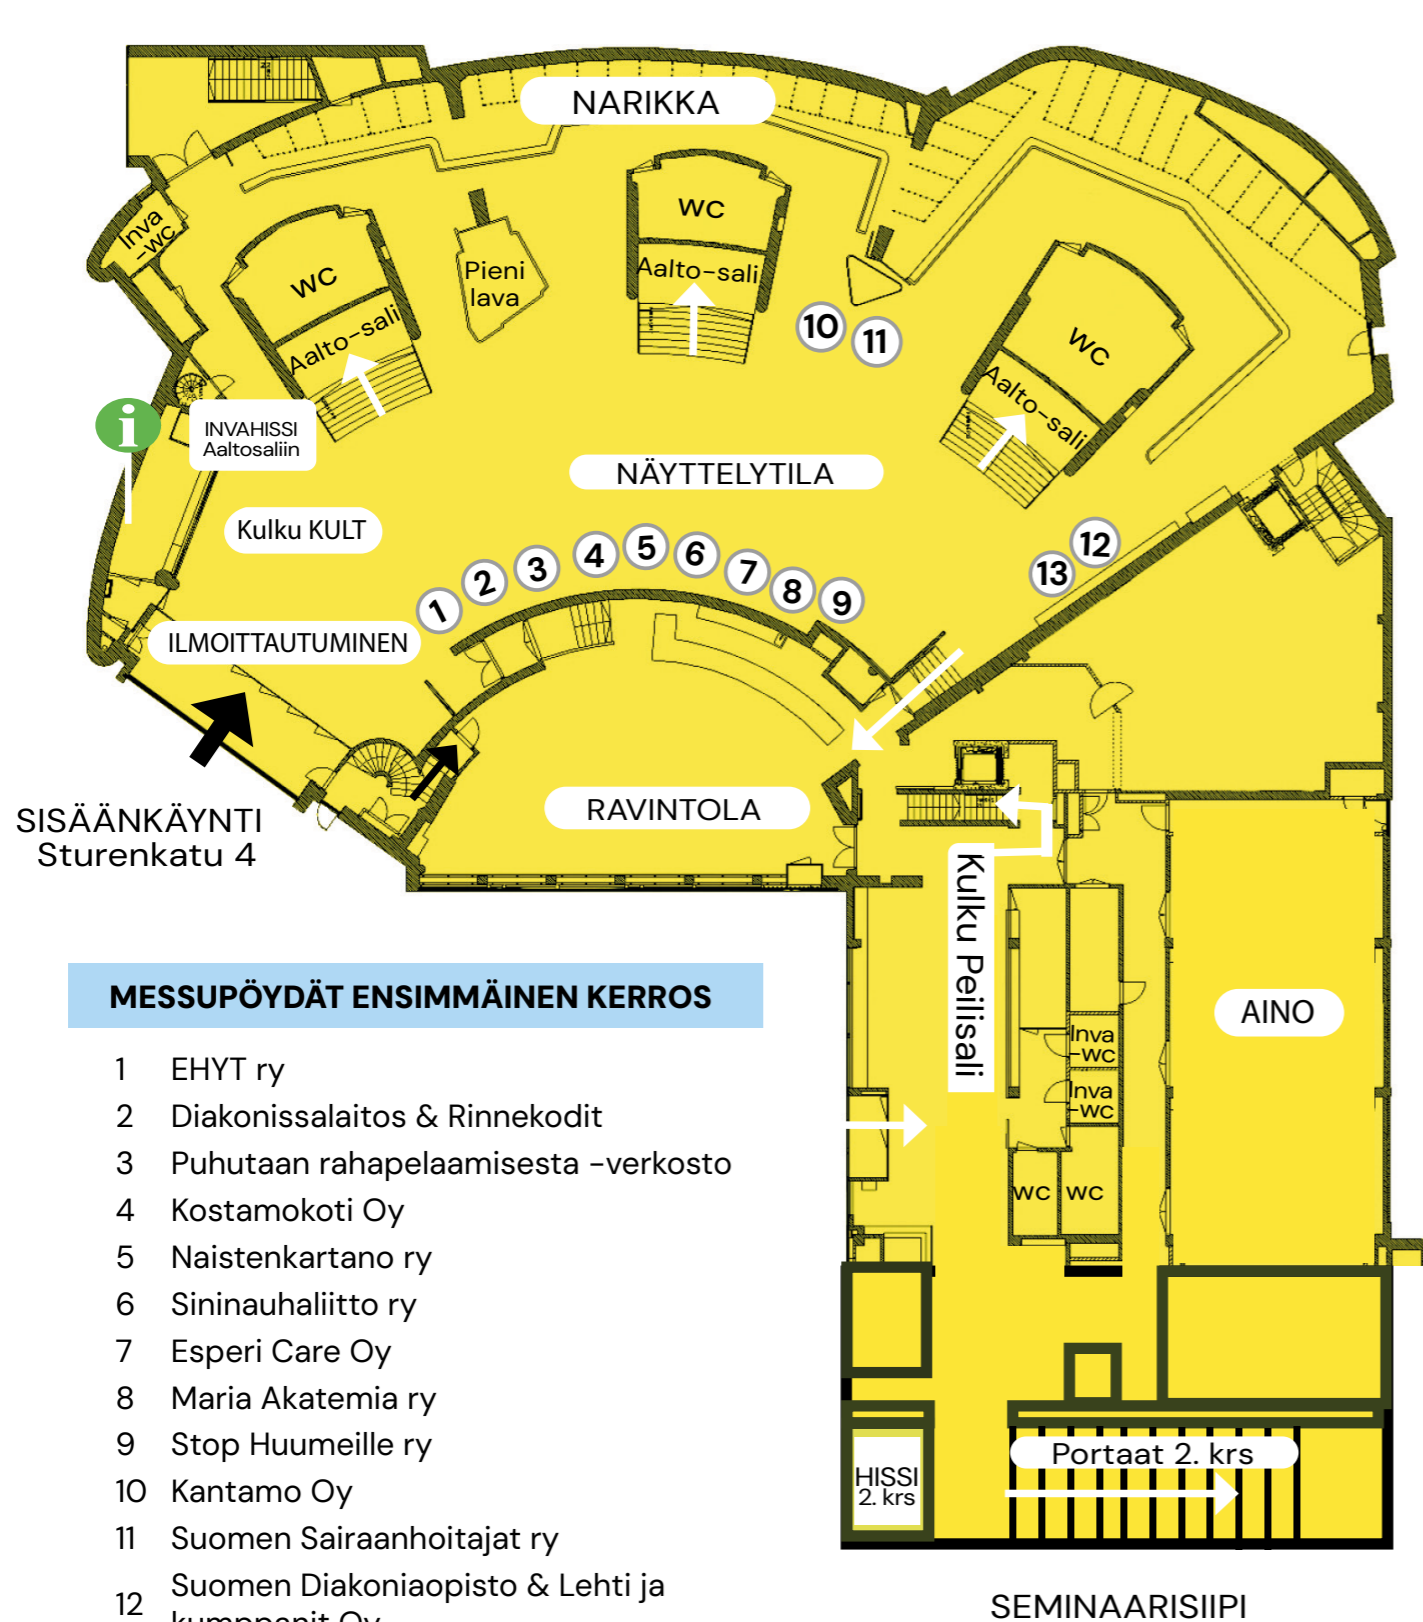 NARIKKA
Inva
-wc
WC
Aalto-sali
Pieni
lava
WC
Aalto-sali
10
11
WC
Aalto-sali
i
INVAHISSI
Aaltosaliin
NÄYTTELYTILA
Kulku KULT
1
2
3
4
5
6
7
8
9
12
13
ILMOITTAUTUMINEN
SISÄÄNKÄYNTI
Sturenkatu 4
RAVINTOLA
Kulku Peilisali
AINO
Inva
-wc
Inva
-wc
WC
WC
MESSUPÖYDÄT ENSIMMÄINEN KERROS
1 EHYT ry
2 Diakonissalaitos & Rinnekodit
3 Puhutaan rahapelaamisesta -verkosto
4 Kostamokoti Oy
5 Naistenkartano ry
6 Sininauhaliitto ry
7 Esperi Care Oy
8 Maria Akatemia ry
9 Stop Huumeille ry
10 Kantamo Oy
11 Suomen Sairaanhoitajat ry
12 Suomen Diakoniaopisto & Lehti ja
kumppanit Oy
Portaat 2. krs
HISSI
2. krs
SEMINAARISIIPI